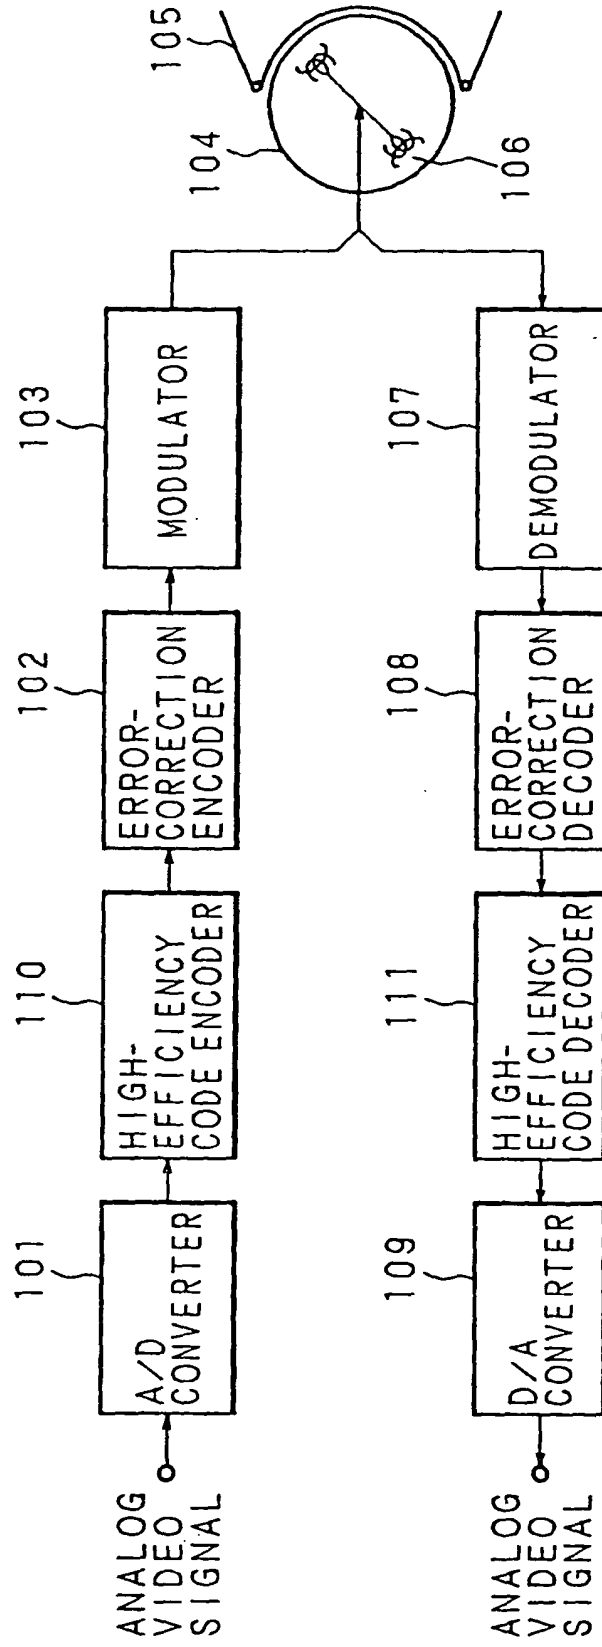 ANALOG
VIDEO
SIGNAL
101
A/D
CONVERTER
110
HIGH-
EFFICIENCY
CODE ENCODER
102
ERROR-
CORRECTION
ENCODER
103
MODULATOR
104
105
106
107
DEMODULATOR
108
ERROR-
CORRECTION
DECODER
111
HIGH-
EFFICIENCY
CODE DECODER
109
D/A
CONVERTER
ANALOG
VIDEO
SIGNAL